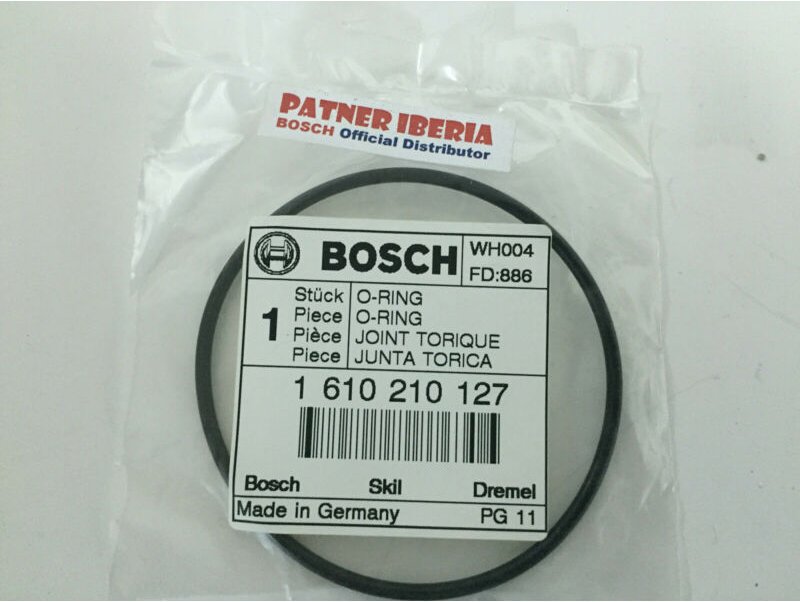 PATNER IBERIA
BOSCH Official Distributor
BOSCH
WH004
FD:886
1
Stück O-RING
Piece O-RING
Pièce JOINT TORIQUE
Piece JUNTA TORICA
1 610 210 127
Bosch Skil Dremel
Made in Germany PG 11